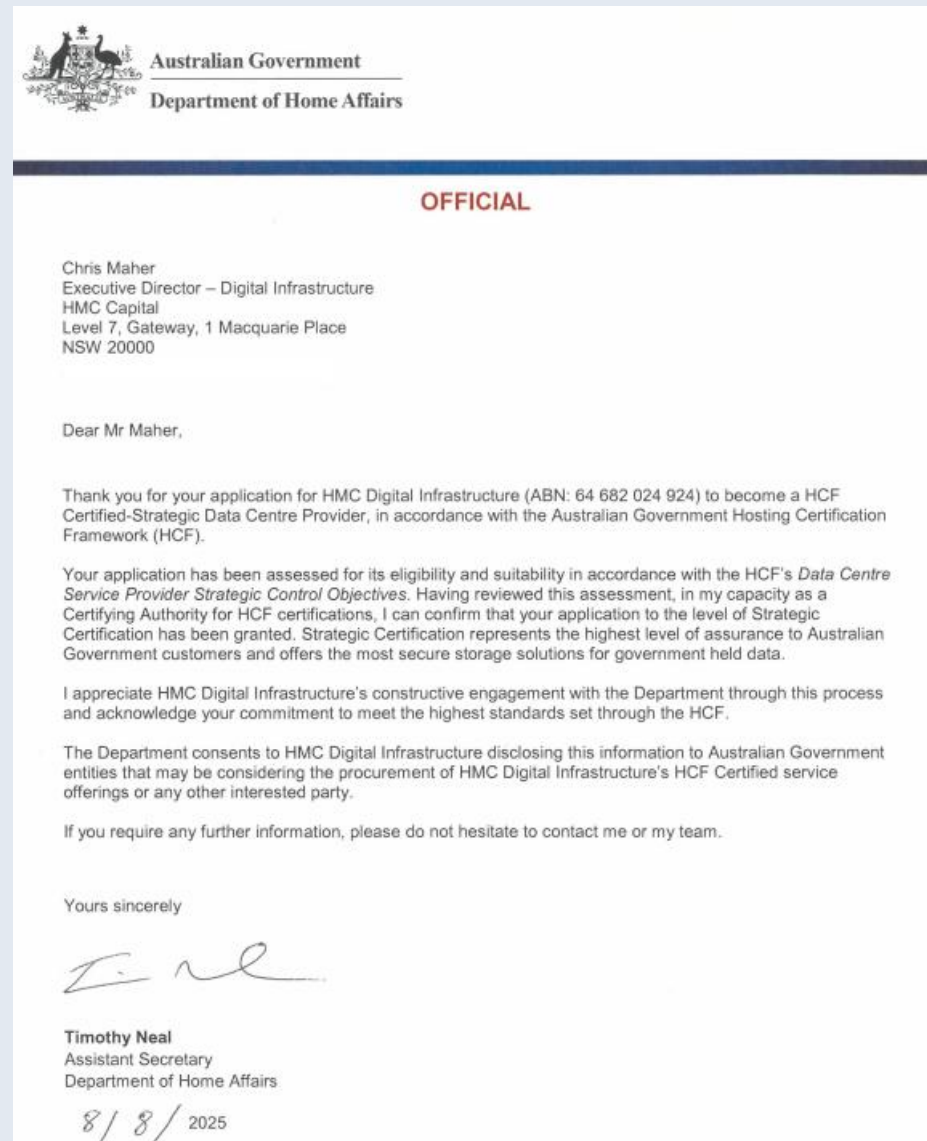 Australian Government
Department of Home Affairs
OFFICIAL
Chris Maher
Executive Director – Digital Infrastructure
HMC Capital
Level 7, Gateway, 1 Macquarie Place
NSW 20000
Dear Mr Maher,
Thank you for your application for HMC Digital Infrastructure (ABN: 64 682 024 924) to become a HCF
Certified-Strategic Data Centre Provider, in accordance with the Australian Government Hosting Certification
Framework (HCF).
Your application has been assessed for its eligibility and suitability in accordance with the HCF's Data Centre
Service Provider Strategic Control Objectives. Having reviewed this assessment, in my capacity as a
Certifying Authority for HCF certifications, I can confirm that your application to the level of Strategic
Certification has been granted. Strategic Certification represents the highest level of assurance to Australian
Government customers and offers the most secure storage solutions for government held data.
I appreciate HMC Digital Infrastructure's constructive engagement with the Department through this process
and acknowledge your commitment to meet the highest standards set through the HCF.
The Department consents to HMC Digital Infrastructure disclosing this information to Australian Government
entities that may be considering the procurement of HMC Digital Infrastructure's HCF Certified service
offerings or any other interested party.
If you require any further information, please do not hesitate to contact me or my team.
Yours sincerely
Timothy Neal
Assistant Secretary
Department of Home Affairs
8/ 8/ 2025